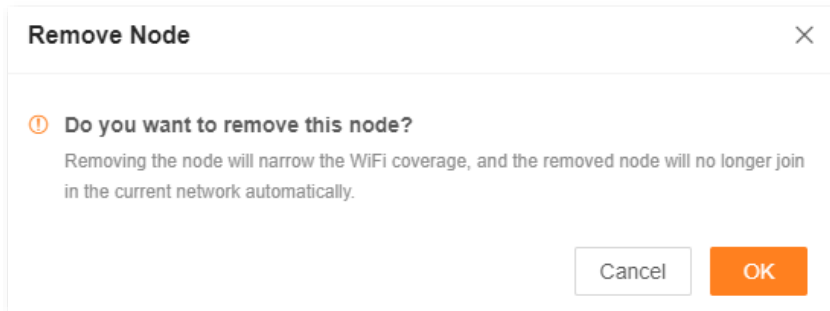 Remove Node
Do you want to remove this node?
Removing the node will narrow the WiFi coverage, and the removed node will no longer join
in the current network automatically.
Cancel
OK